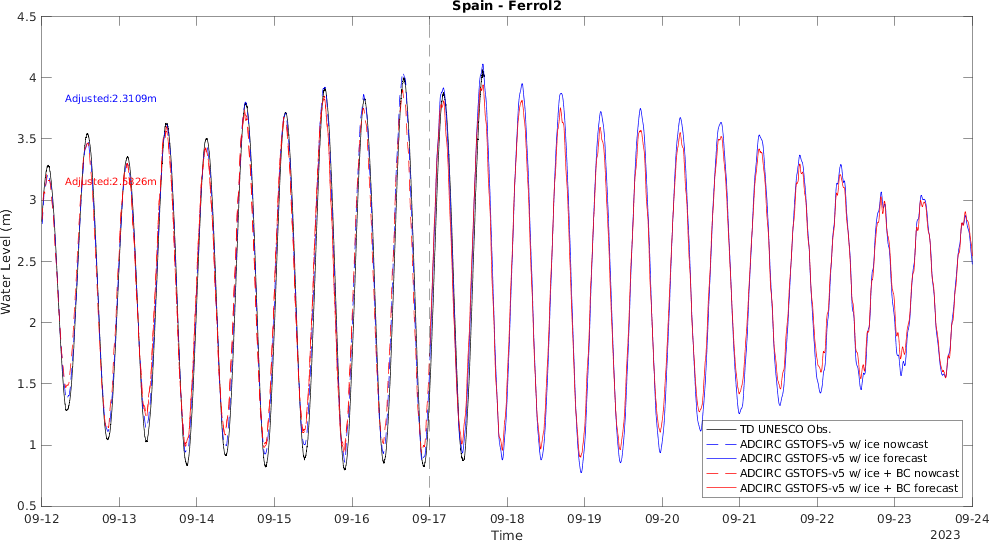 Spain - Ferrol2
4.5
4
3.5
3
2.5
2
1.5
1
0.5
Water Level (m)
Adjusted:2.3109m
Adjusted:2.5826m
TD UNESCO Obs.
ADCIRC GSTOFS-v5 w/ ice nowcast
ADCIRC GSTOFS-v5 w/ ice forecast
ADCIRC GSTOFS-v5 w/ ice + BC nowcast
ADCIRC GSTOFS-v5 w/ ice + BC forecast
09-12 09-13 09-14 09-15 09-16 09-17 09-18 09-19 09-20 09-21 09-22 09-23 09-24
Time
2023